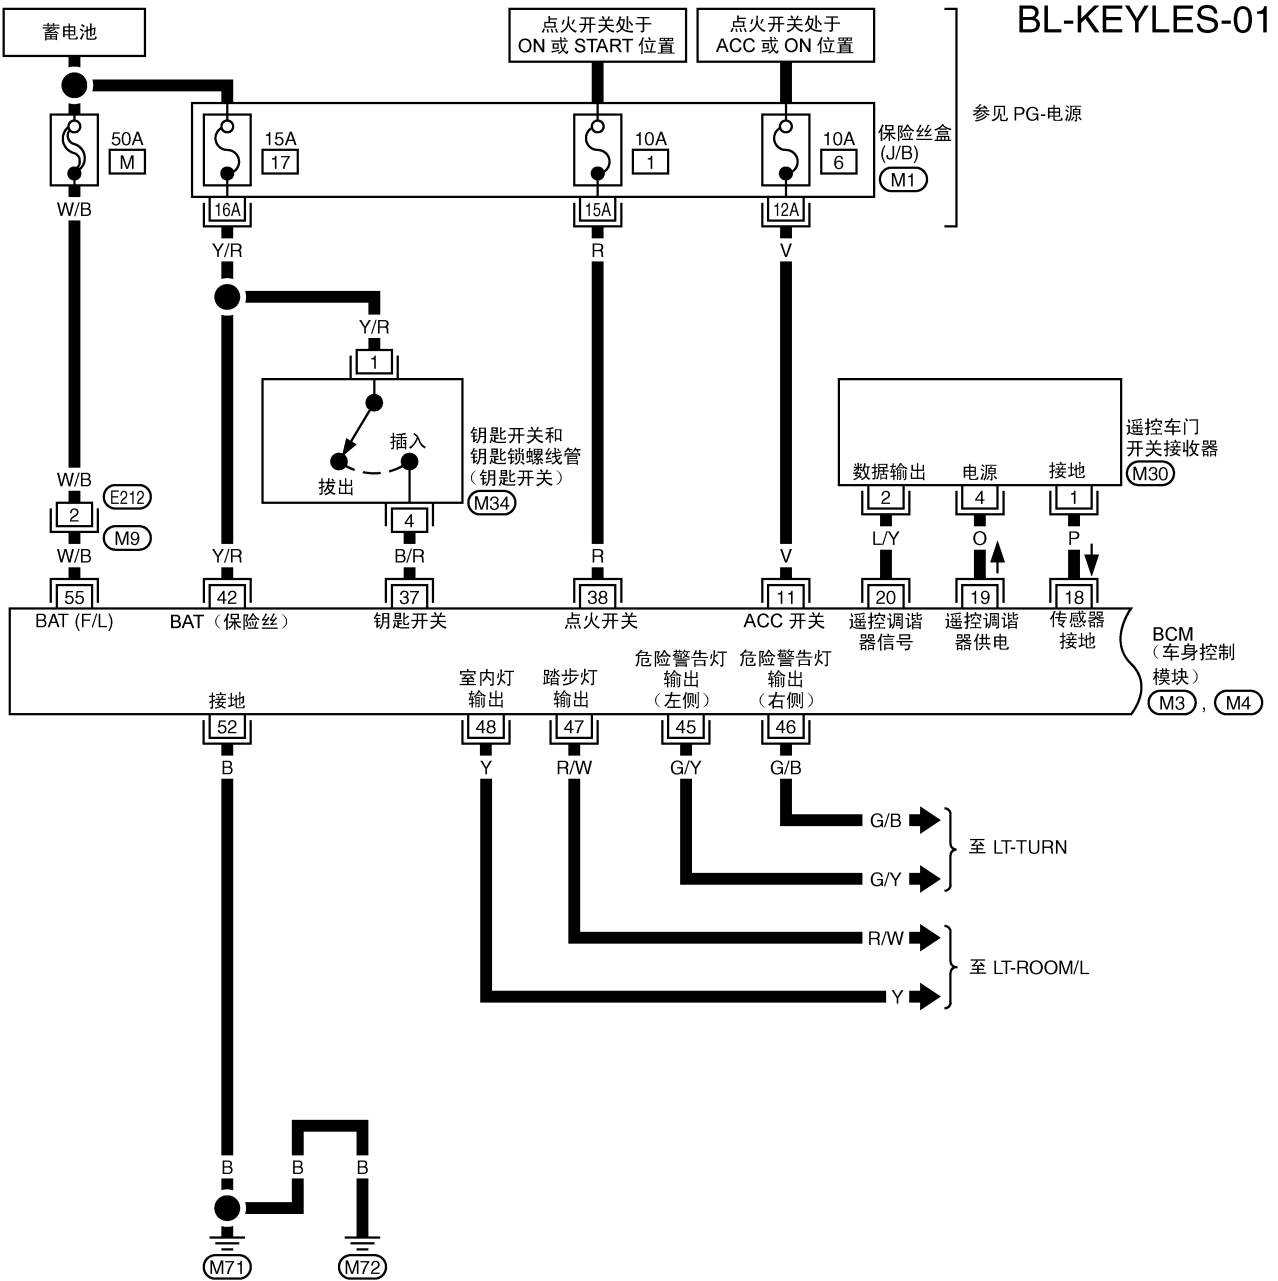 BL-KEYLES-01
蓄电池
点火开关处于
ON 或 START 位置
点火开关处于
ACC 或 ON 位置
参见 PG-电源
50A
M
15A
17
10A
1
10A
6
保险丝盒
(J/B)
M1
W/B
16A
15A
12A
Y/R
R
V
Y/R
1
钥匙开关和
钥匙锁螺线管
（钥匙开关）
M34
插入
拔出
4
遥控车门
开关接收器
M30
数据输出
电源
接地
2
4
1
W/B
E212
2
M9
W/B
Y/R
B/R
R
V
L/Y
O
P
55
42
37
38
11
20
19
18
BAT (F/L)
BAT（保险丝）
钥匙开关
点火开关
ACC 开关
遥控调谐
器信号
遥控调谐
器供电
传感器
接地
BCM
（车身控制
模块）
M3 , M4
接地
室内灯
输出
踏步灯
输出
危险警告灯
输出
（左侧）
危险警告灯
输出
（右侧）
52
48
47
45
46
B
Y
R/W
G/Y
G/B
G/B
至 LT-TURN
G/Y
R/W
至 LT-ROOM/L
Y
B
B
B
M71
M72